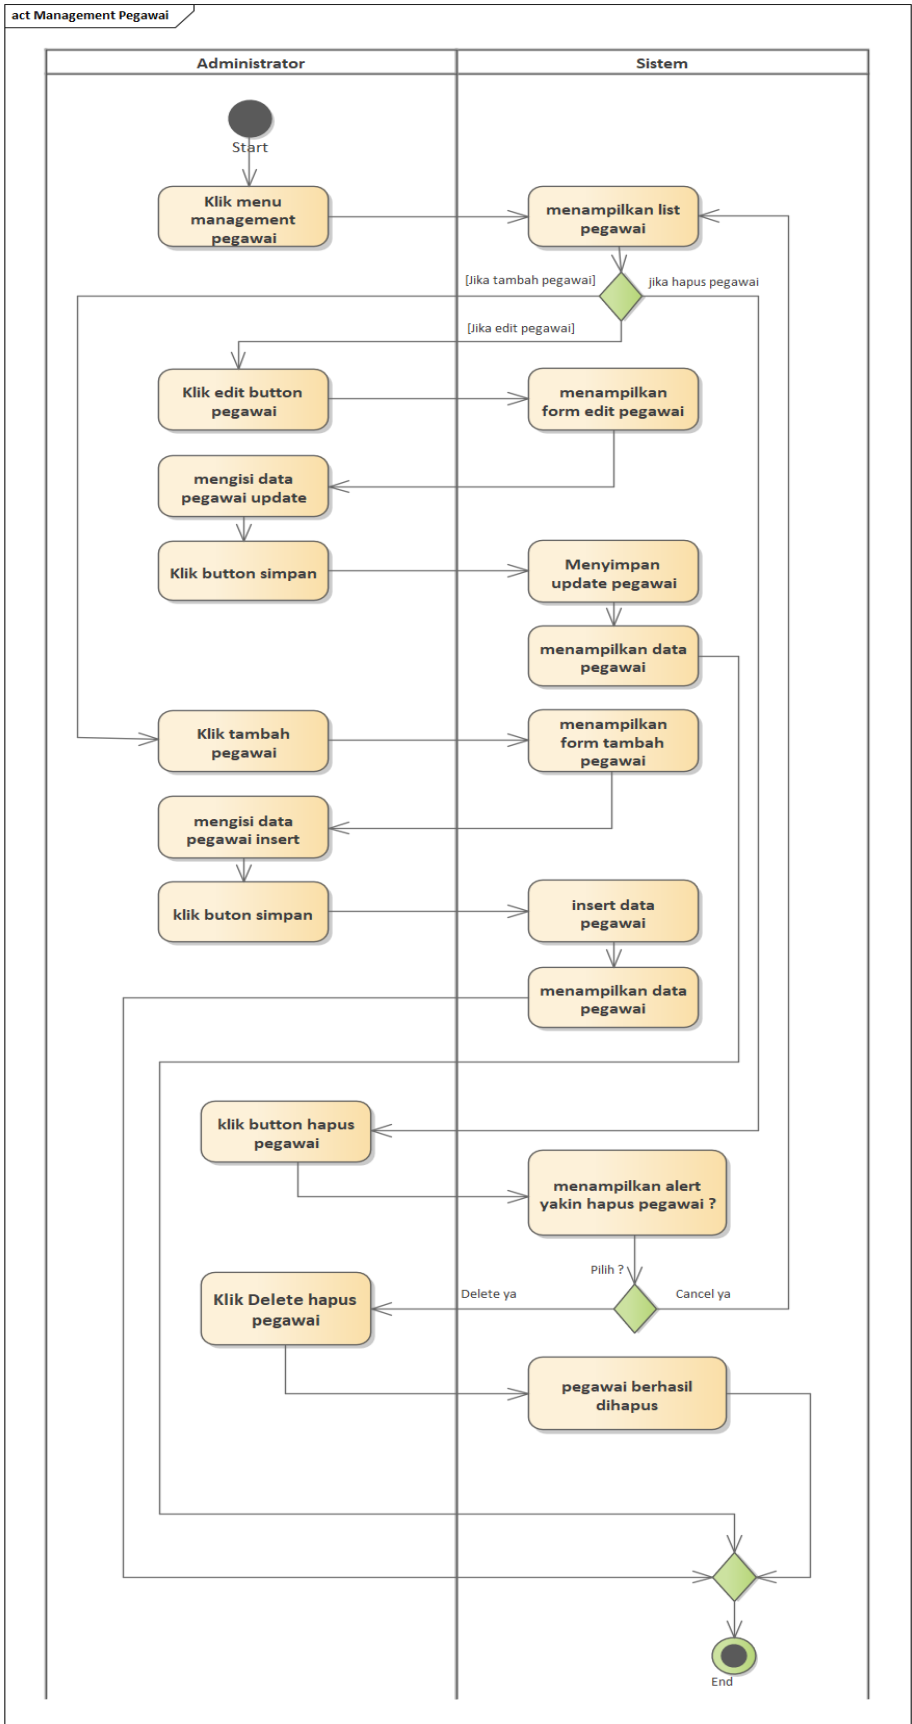 act Management Pegawai
Administrator
Sistem
Start
Klik menu
management
pegawai
menampilkan list
pegawai
[Jika tambah pegawai]
jika hapus pegawai
[Jika edit pegawai]
Klik edit button
pegawai
menampilkan
form edit pegawai
mengisi data
pegawai update
Klik button simpan
Menyimpan
update pegawai
menampilkan data
pegawai
Klik tambah
pegawai
menampilkan
form tambah
pegawai
mengisi data
pegawai insert
klik buton simpan
insert data
pegawai
menampilkan data
pegawai
klik button hapus
pegawai
menampilkan alert
yakin hapus pegawai ?
Pilih ?
Delete ya
Cancel ya
Klik Delete hapus
pegawai
pegawai berhasil
dihapus
End